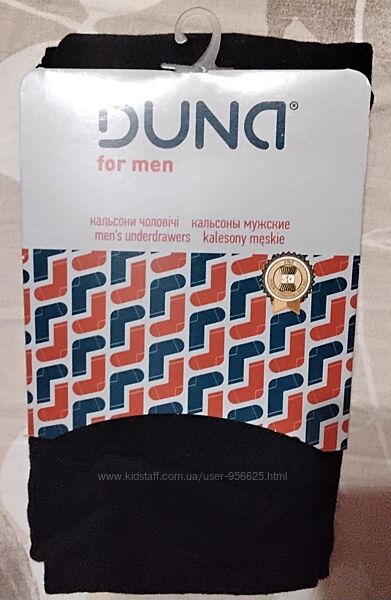 DUNA®
for men
кальсони чоловічі кальсоны мужские
men's underdrawers kalesony męskie
www.kidstaff.com.ua/user-956625.html